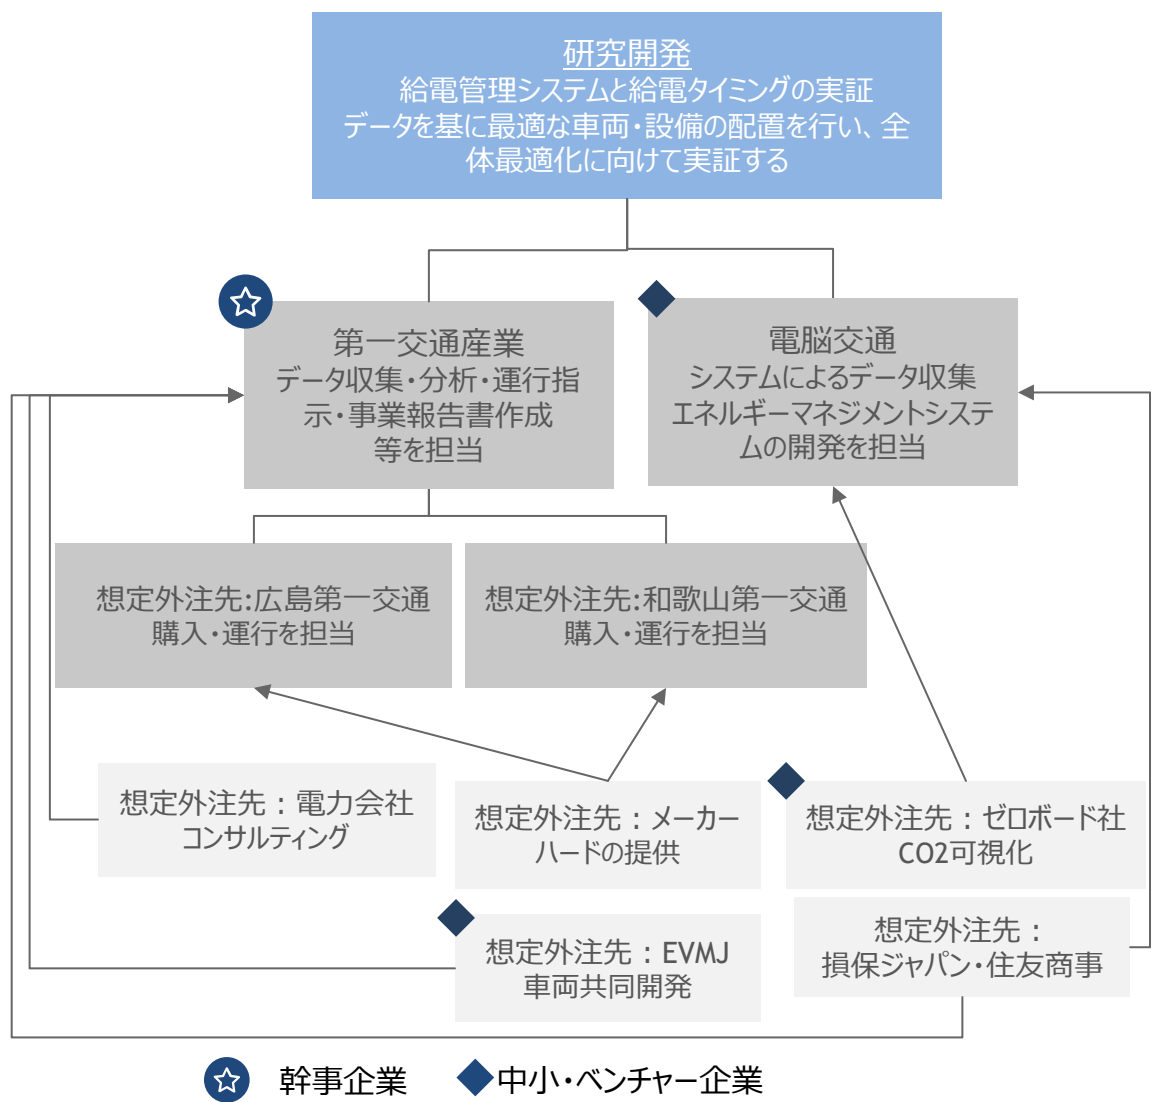 研究開発
給電管理システムと給電タイミングの実証
データを基に最適な車両・設備の配置を行い、全
体最適化に向けて実証する
第一交通産業
データ収集・分析・運行指
示・事業報告書作成
等を担当
電脳交通
システムによるデータ収集
エネルギーマネジメントシステ
ムの開発を担当
想定外注先:広島第一交通
購入・運行を担当
想定外注先:和歌山第一交通
購入・運行を担当
想定外注先：電力会社
コンサルティング
想定外注先：メーカー
ハードの提供
想定外注先：ゼロボード社
CO2可視化
想定外注先：EVMJ
車両共同開発
想定外注先：
損保ジャパン・住友商事
幹事企業
中小・ベンチャー企業